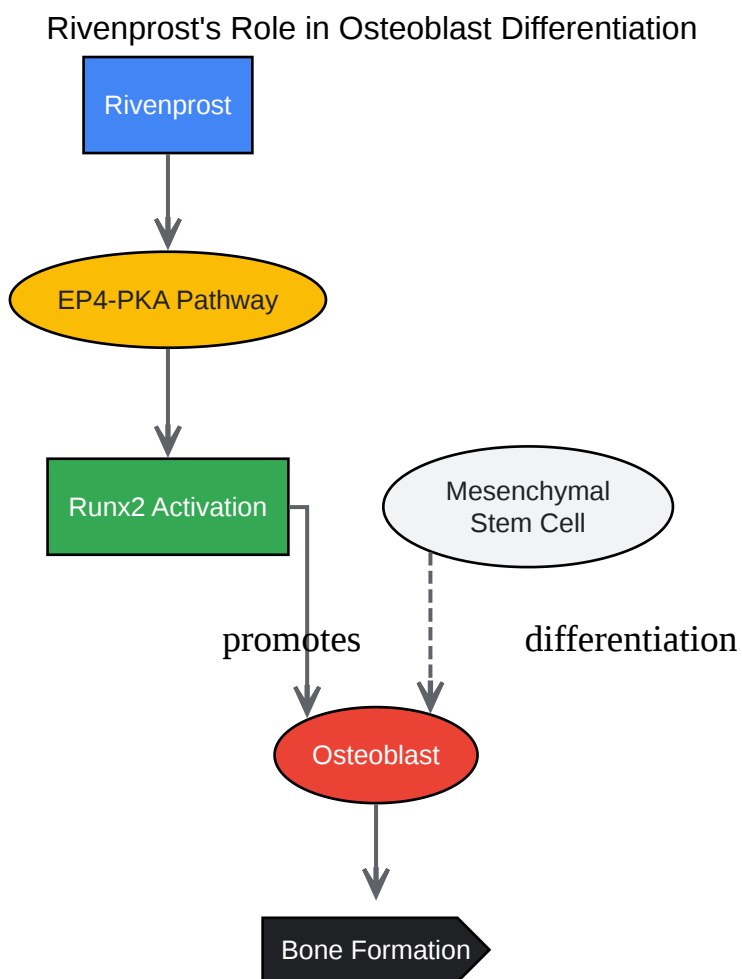 Rivenprost's Role in Osteoblast Differentiation
Rivenprost
EP4-PKA Pathway
Runx2 Activation
Mesenchymal
Stem Cell
promotes
differentiation
Osteoblast
Bone Formation